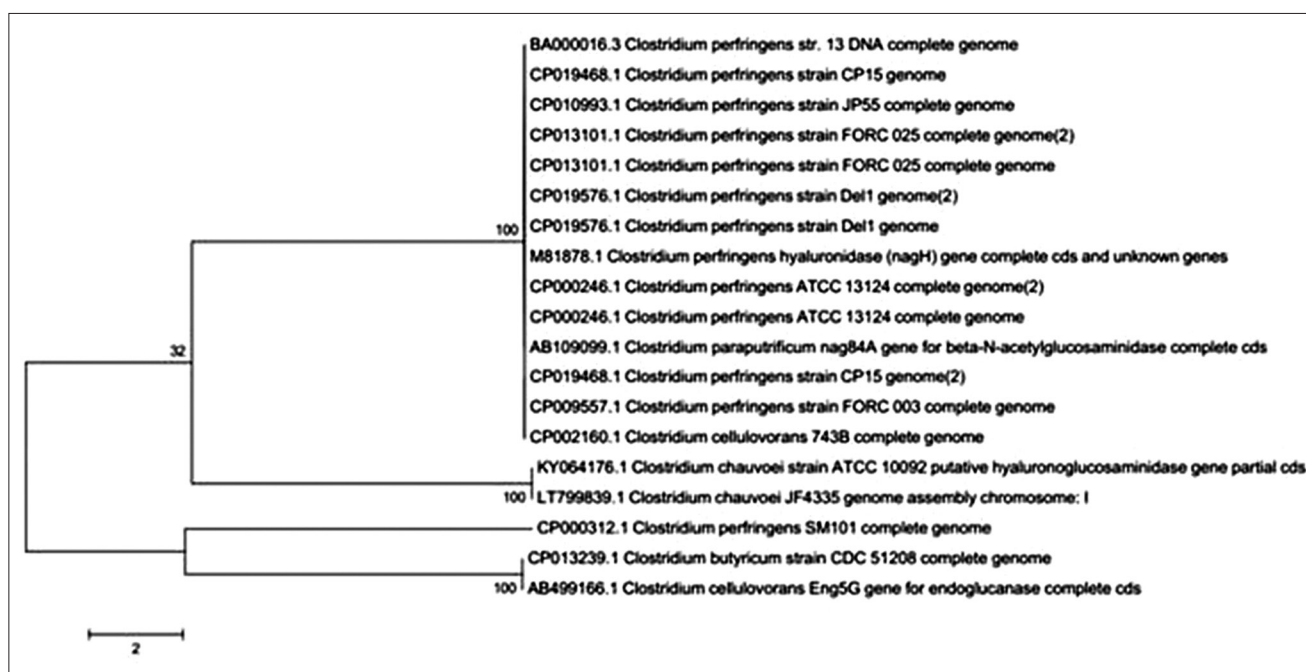 BA000016.3 Clostridium perfringens str. 13 DNA complete genome
CP019468.1 Clostridium perfringens strain CP15 genome
CP010993.1 Clostridium perfringens strain JP55 complete genome
CP013101.1 Clostridium perfringens strain FORC 025 complete genome(2)
CP013101.1 Clostridium perfringens strain FORC 025 complete genome
CP019576.1 Clostridium perfringens strain Del1 genome(2)
CP019576.1 Clostridium perfringens strain Del1 genome
100
M81878.1 Clostridium perfringens hyaluronidase (nagH) gene complete cds and unknown genes
CP000246.1 Clostridium perfringens ATCC 13124 complete genome(2)
CP000246.1 Clostridium perfringens ATCC 13124 complete genome
32
AB109099.1 Clostridium paraputrificum nag84A gene for beta-N-acetylglucosaminidase complete cds
CP019468.1 Clostridium perfringens strain CP15 genome(2)
CP009557.1 Clostridium perfringens strain FORC 003 complete genome
CP002160.1 Clostridium cellulovorans 743B complete genome
KY064176.1 Clostridium chauvoei strain ATCC 10092 putative hyaluronoglucosaminidase gene partial cds
100
LT799839.1 Clostridium chauvoei JF4335 genome assembly chromosome: I
CP000312.1 Clostridium perfringens SM101 complete genome
CP013239.1 Clostridium butyricum strain CDC 51208 complete genome
100
AB499166.1 Clostridium cellulovorans Eng5G gene for endoglucanase complete cds
2